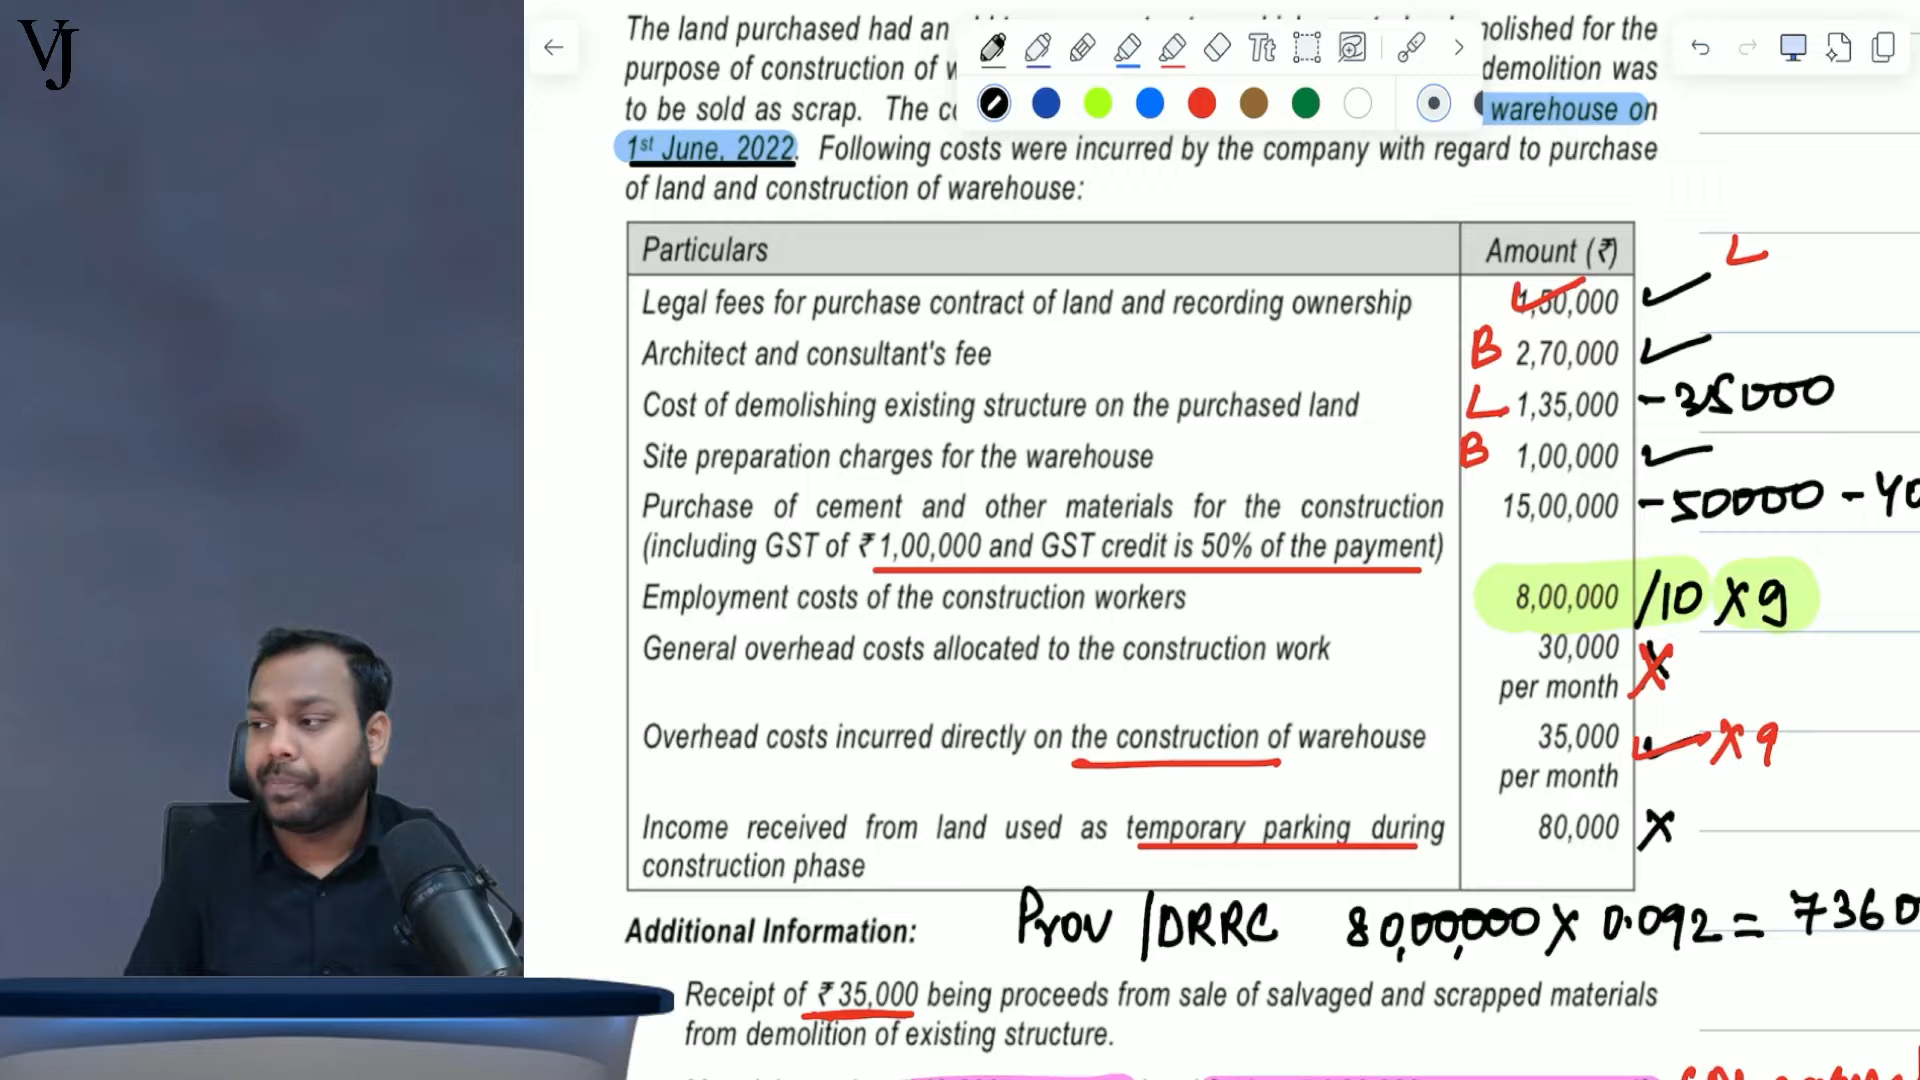 VJ
The land purchased had an
olished for the
purpose of construction of w
demolition was
to be sold as scrap. The co
warehouse on
1st June, 2022. Following costs were incurred by the company with regard to purchase
of land and construction of warehouse:
Particulars Amount (₹)
L
Legal fees for purchase contract of land and recording ownership 1,50,000 ✓
Architect and consultant's fee B 2,70,000 ✓
Cost of demolishing existing structure on the purchased land L 1,35,000 - 35000
Site preparation charges for the warehouse B 1,00,000 ✓
Purchase of cement and other materials for the construction 15,00,000 - 50000 - 40
(including GST of ₹ 1,00,000 and GST credit is 50% of the payment)
Employment costs of the construction workers 8,00,000 /10 X 9
General overhead costs allocated to the construction work 30,000 X
per month
Overhead costs incurred directly on the construction of warehouse 35,000 ✓ X 9
per month
Income received from land used as temporary parking during 80,000 X
construction phase
Additional Information: Prov /DRRC 80,00,000 X 0.092 = 7360
Receipt of ₹ 35,000 being proceeds from sale of salvaged and scrapped materials
from demolition of existing structure.